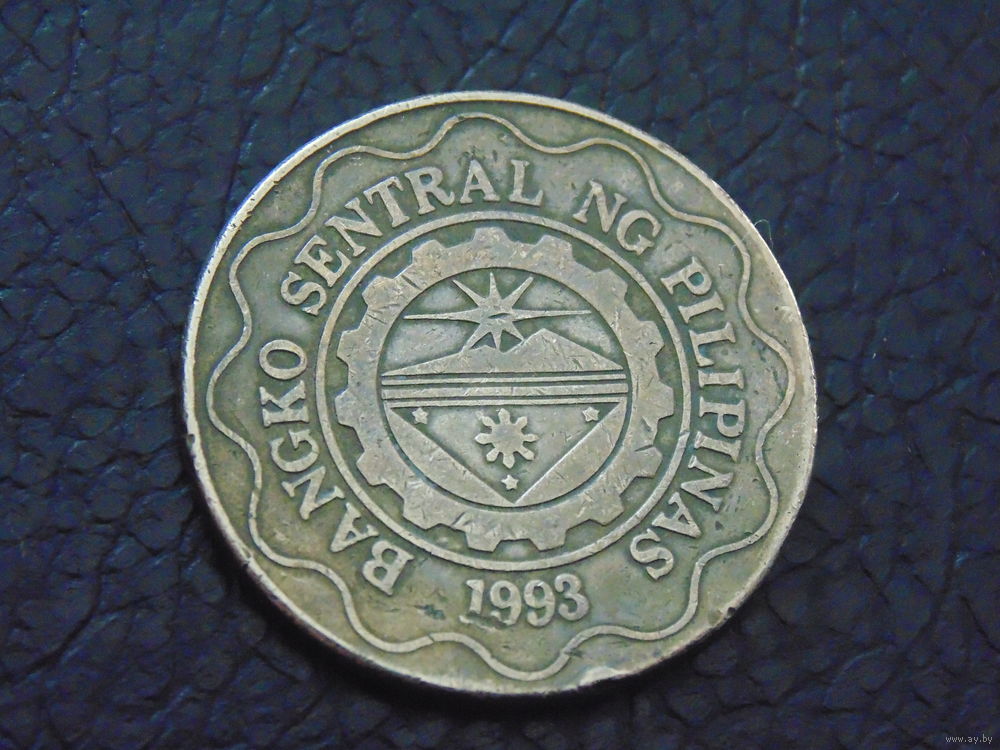 BANGKO SENTRAL NG PILIPINAS
1993
www.ay.by